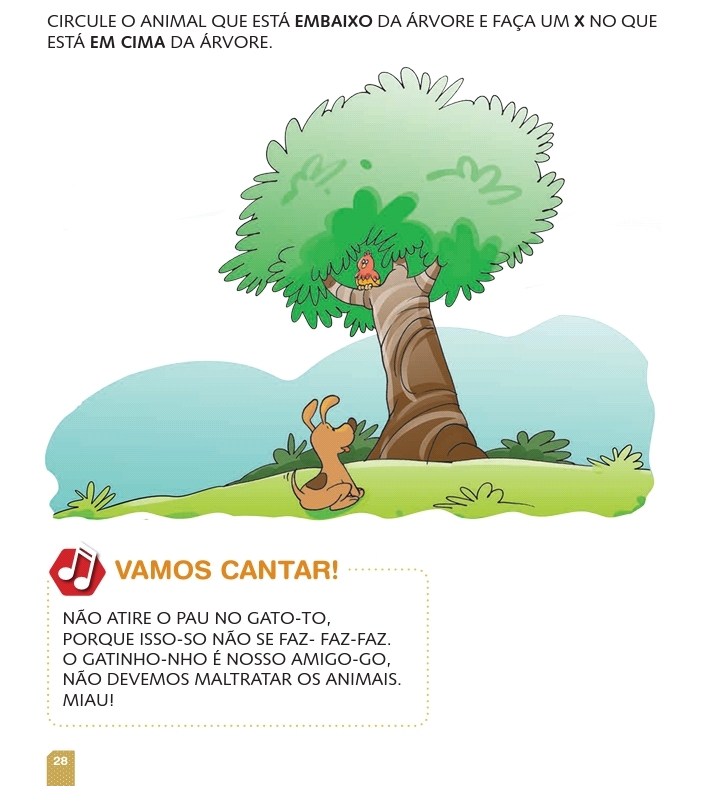 CIRCULE O ANIMAL QUE ESTÁ EMBAIXO DA ÁRVORE E FAÇA UM X NO QUE
ESTÁ EM CIMA DA ÁRVORE.
VAMOS CANTAR!
NÃO ATIRE O PAU NO GATO-TO,
PORQUE ISSO-SO NÃO SE FAZ- FAZ-FAZ.
O GATINHO-NHO É NOSSO AMIGO-GO,
NÃO DEVEMOS MALTRATAR OS ANIMAIS.
MIAU!
28